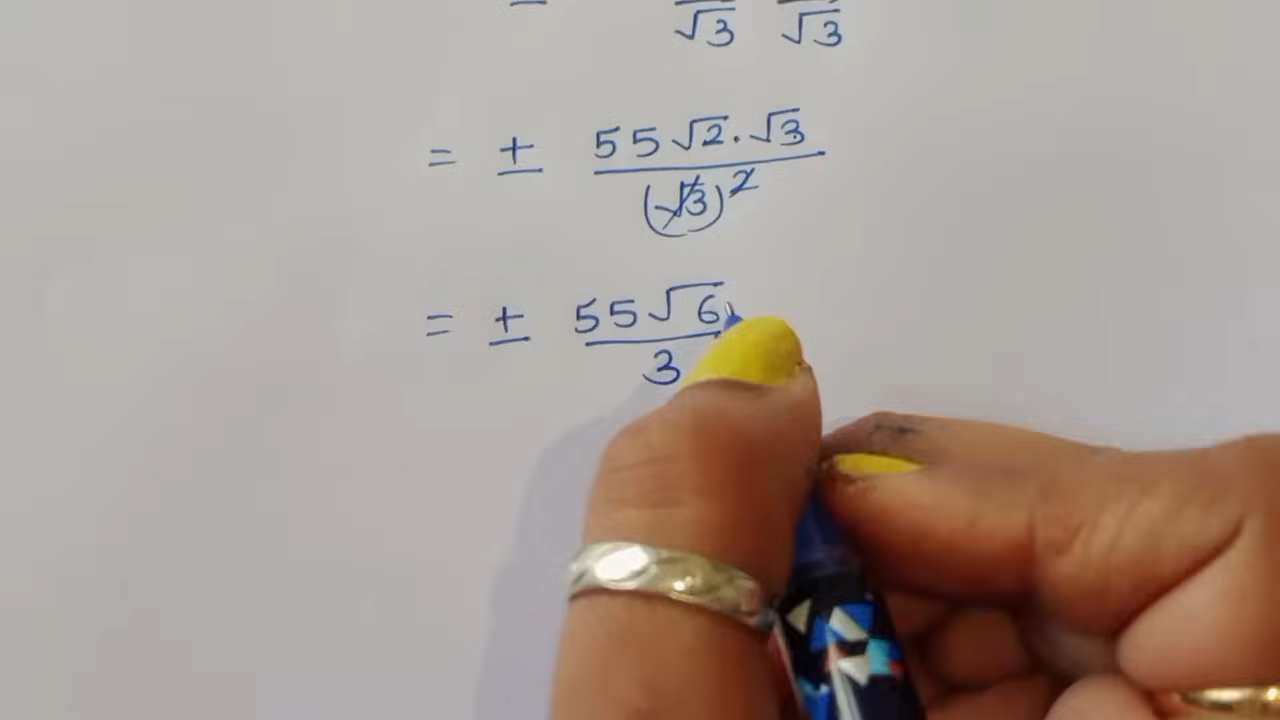 = √3 √3
= ± 55√2·√3 / (√3)²
= ± 55√6 / 3